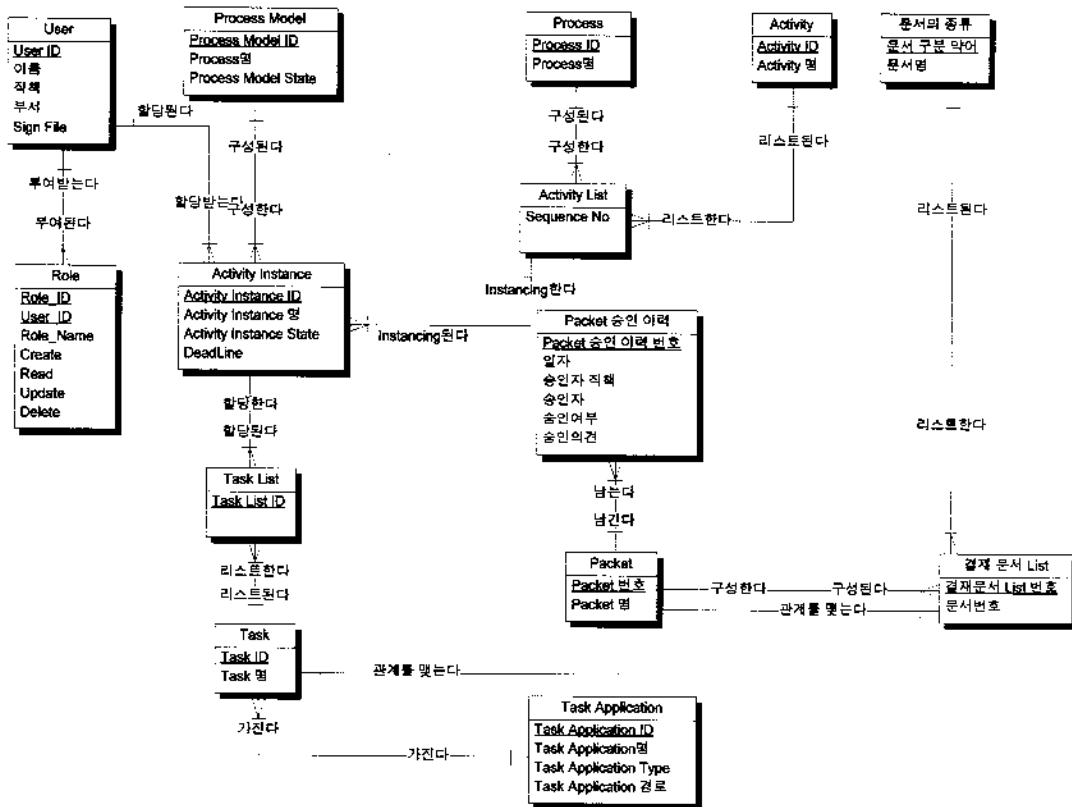 User
User ID
이름
직책
부서
Sign File
Process Model
Process Model ID
Process명
Process Model State
Process
Process ID
Process명
Activity
Activity ID
Activity 명
문서의 종류
문서 구분 약어
문서명
할당된다
구성된다
구성된다
구성한다
리스트된다
부여받는다
부여된다
할당받는다
구성한다
Activity List
Sequence No
리스트한다
리스트된다
Role
Role_ID
User_ID
Role_Name
Create
Read
Update
Delete
Activity Instance
Activity Instance ID
Activity Instance 명
Activity Instance State
DeadLine
Instancing한다
Instancing된다
Packet 승인 이력
Packet 승인 이력 번호
일자
승인자 직책
승인자
승인여부
승인의견
할당한다
할당된다
리스트한다
Task List
Task List ID
남는다
남긴다
리스트한다
리스트된다
Packet
Packet 번호
Packet 명
구성한다
구성된다
관계를 맺는다
결재 문서 List
결재문서 List 번호
문서번호
Task
Task ID
Task 명
관계를 맺는다
가진다
가진다
Task Application
Task Application ID
Task Application명
Task Application Type
Task Application 경로